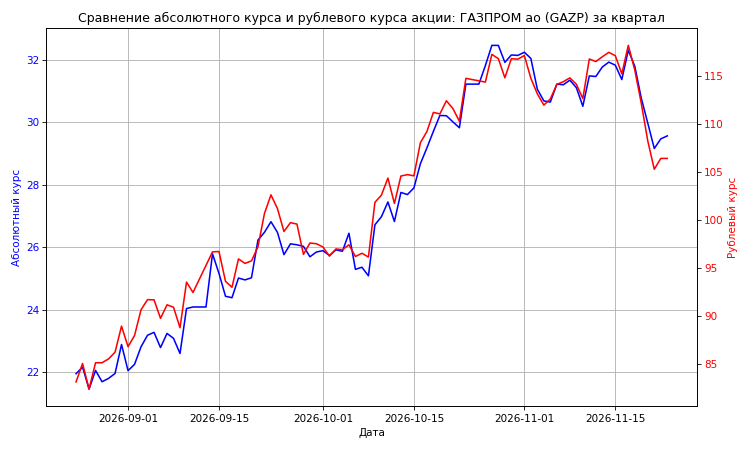 Сравнение абсолютного курса и рублевого курса акции: ГАЗПРОМ ао (GAZP) за квартал
32
30
28
26
24
22
Абсолютный курс
115
110
105
100
95
90
85
Рублевый курс
2026-09-01 2026-09-15 2026-10-01 2026-10-15 2026-11-01 2026-11-15
Дата